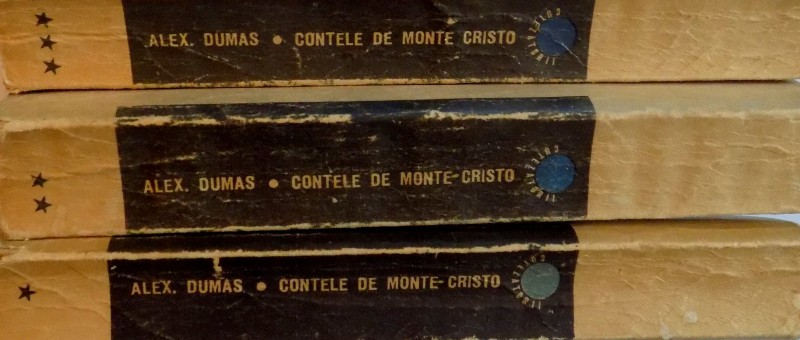 ALEX. DUMAS • CONTELE DE MONTE CRISTO
ALEX. DUMAS • CONTELE DE MONTE-CRISTO
ALEX. DUMAS • CONTELE DE MONTE-CRISTO